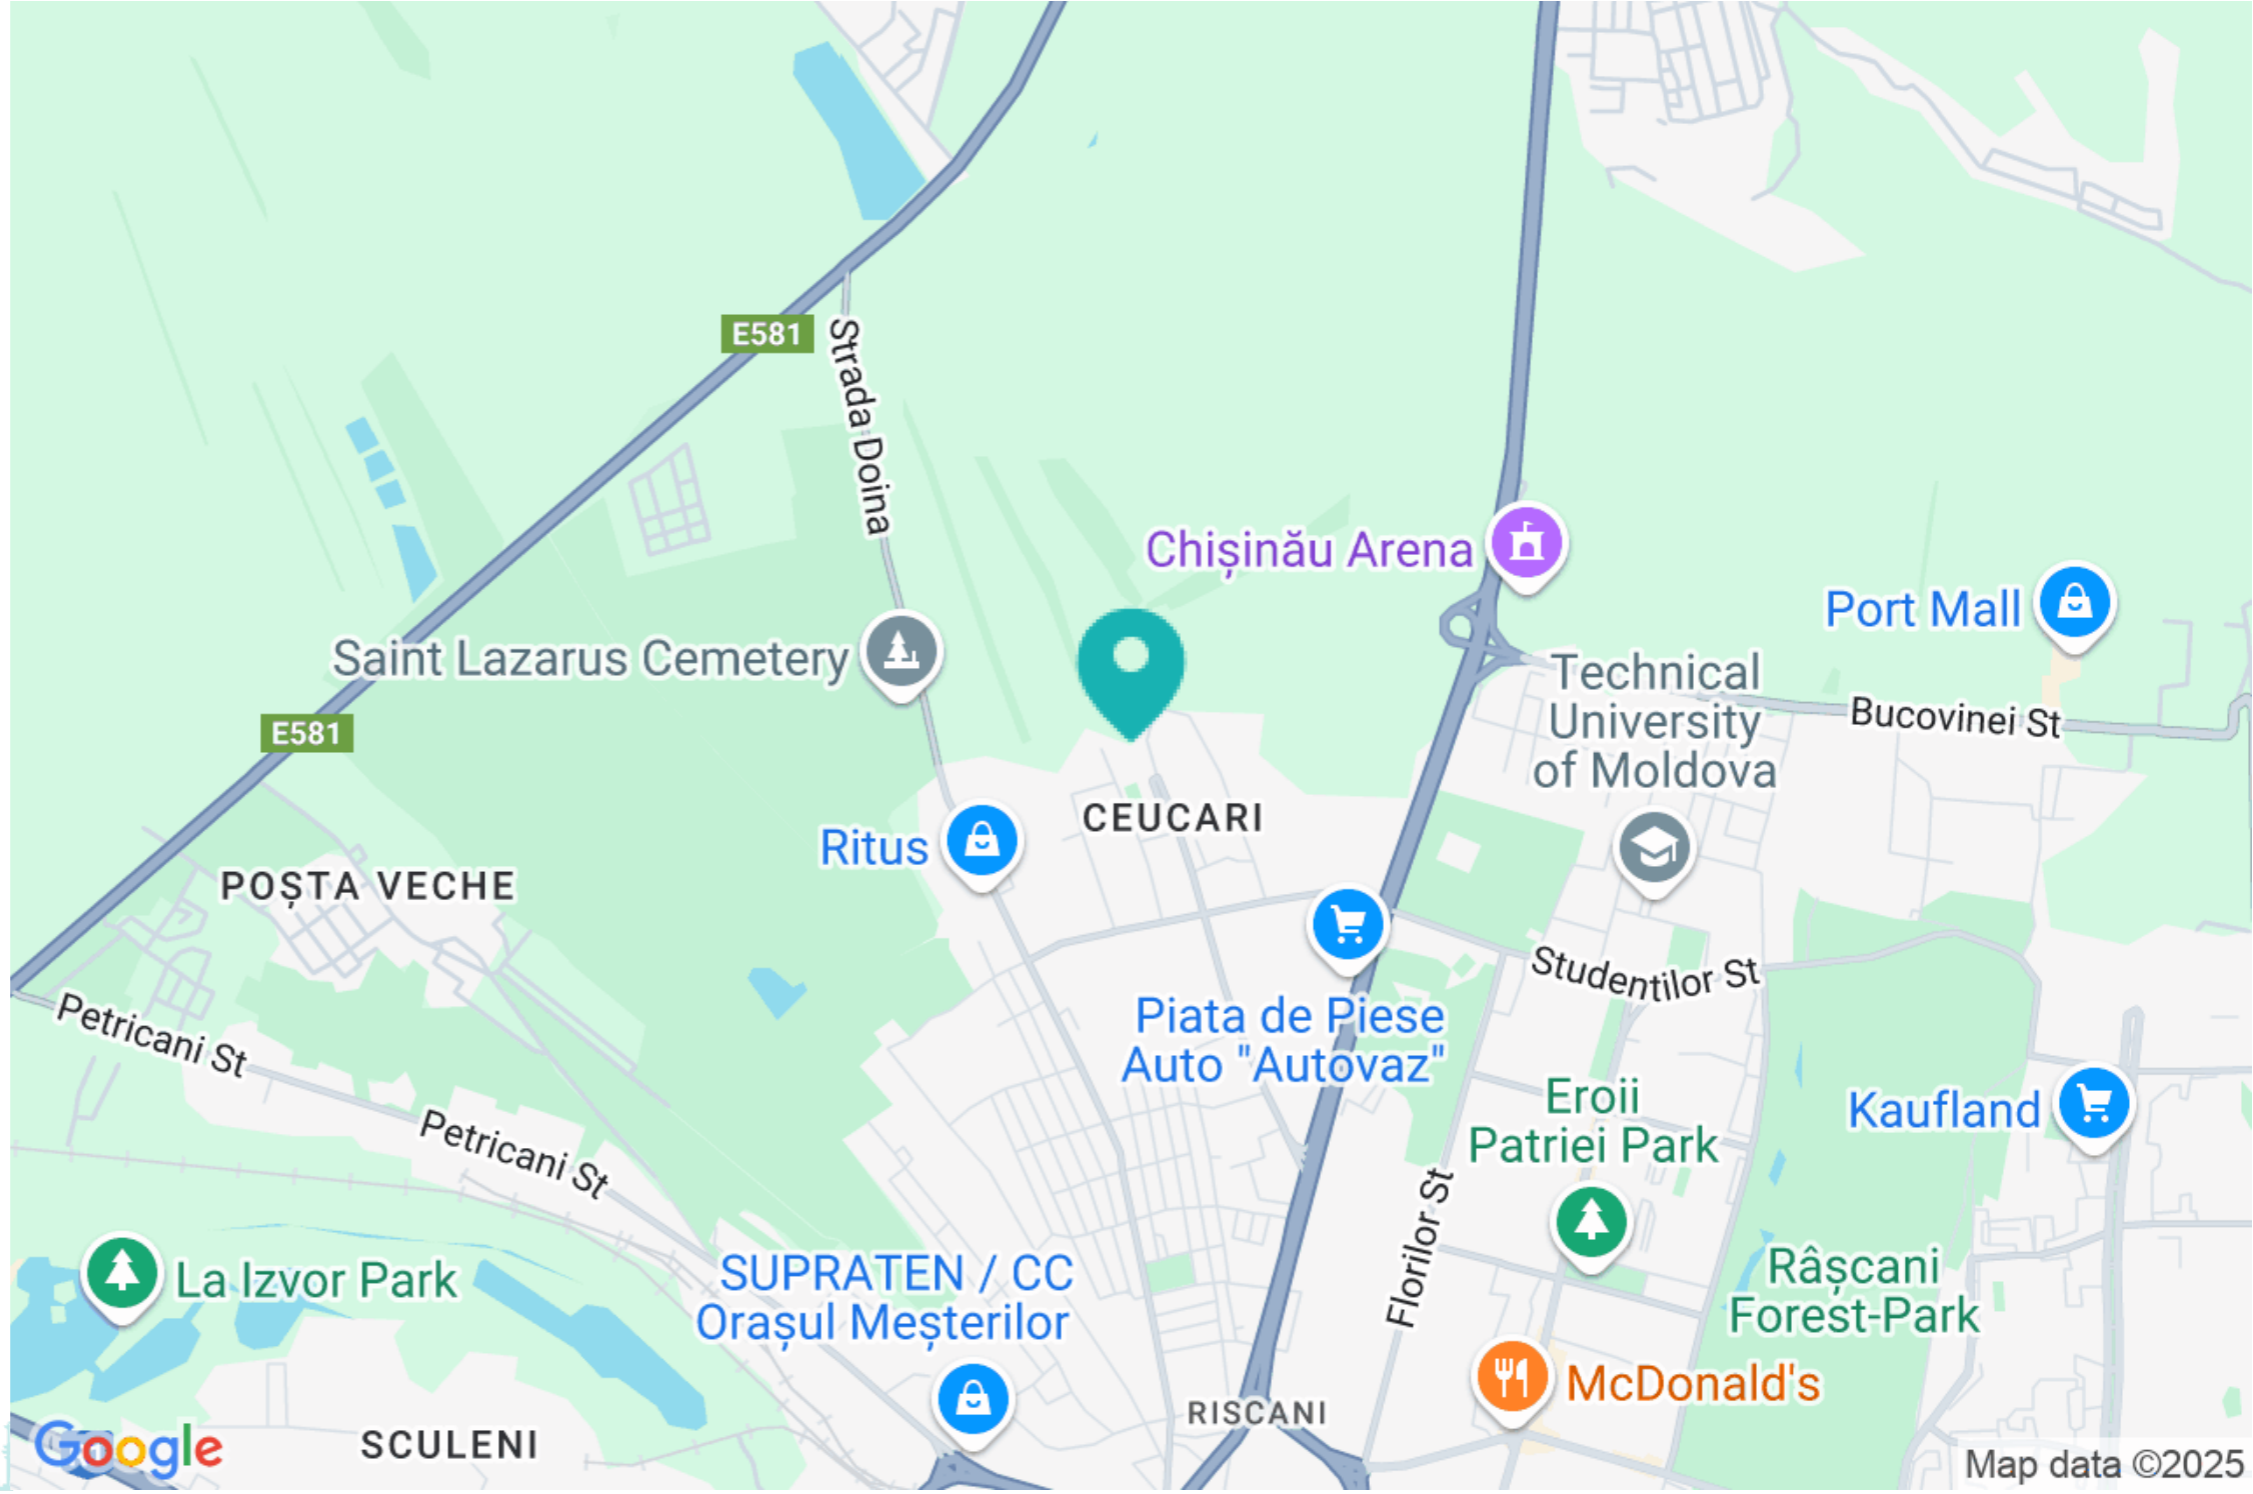 E581
Strada Doina
Chișinău Arena
Port Mall
Saint Lazarus Cemetery
Technical
University
of Moldova
Bucovinei St
E581
CEUCARI
Ritus
POȘTA VECHE
Studentilor St
Petricani St
Piata de Piese
Auto "Autovaz"
Eroii
Patriei Park
Kaufland
Petricani St
Florilor St
La Izvor Park
SUPRATEN / CC
Orașul Meșterilor
Râșcani
Forest-Park
McDonald's
RISCANI
SCULENI
Google
Map data ©2025